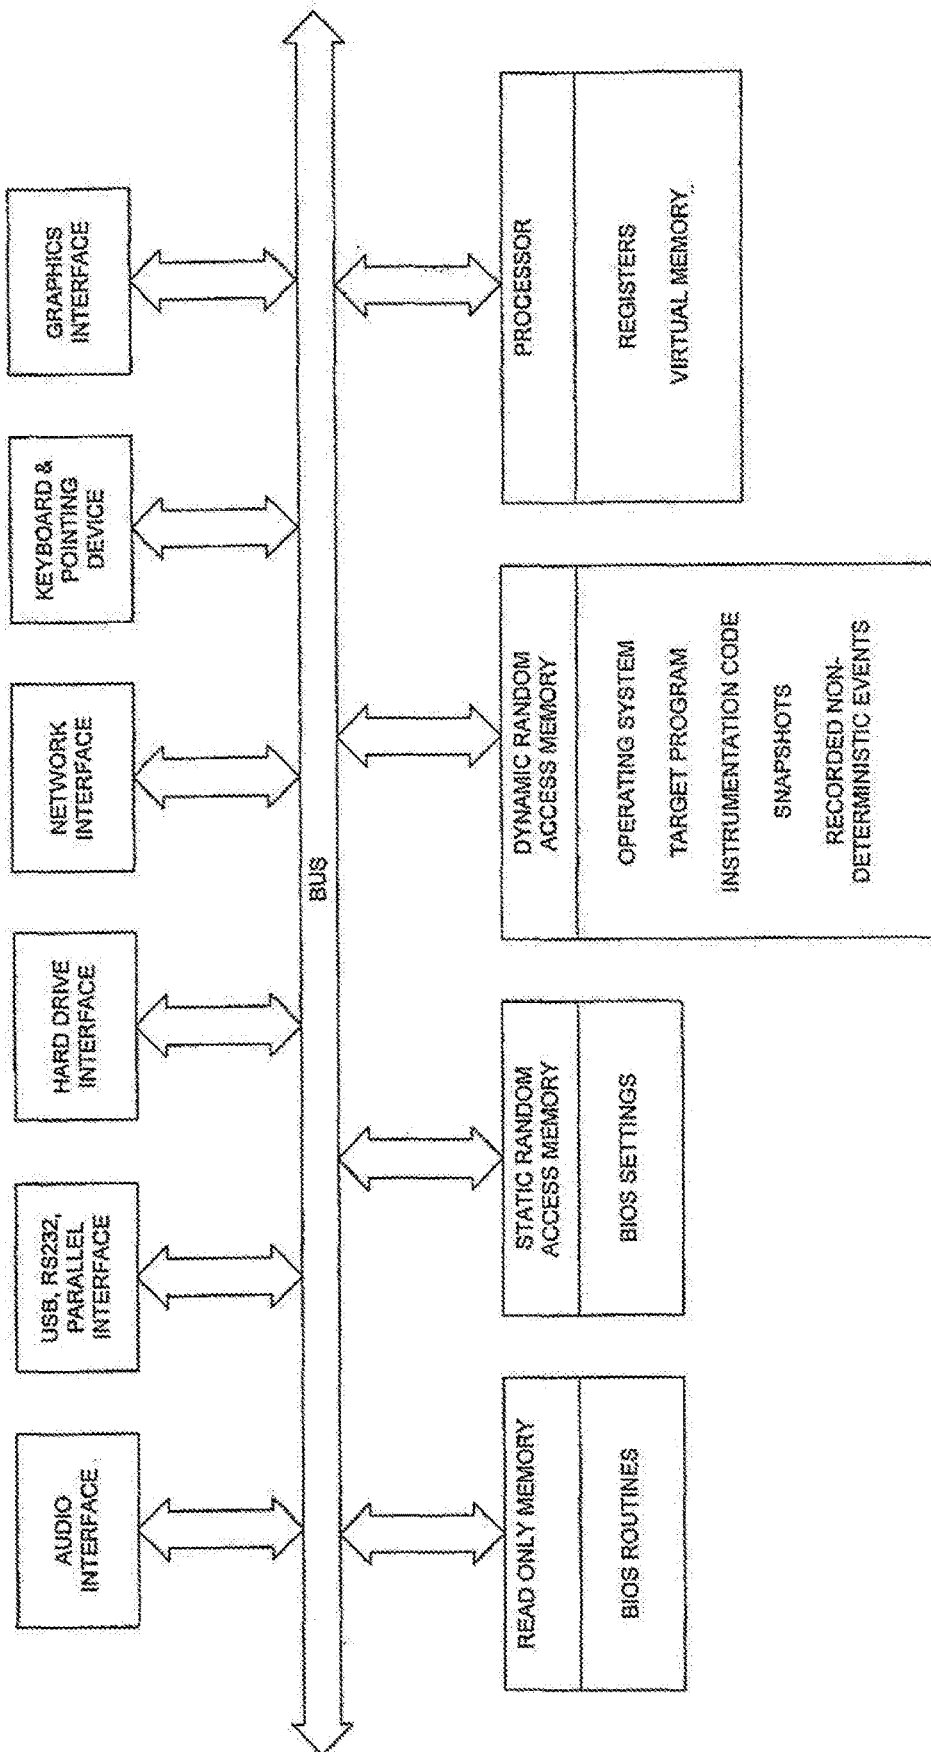 AUDIO
INTERFACE
USB, RS232,
PARALLEL
INTERFACE
HARD DRIVE
INTERFACE
NETWORK
INTERFACE
KEYBOARD &
POINTING
DEVICE
GRAPHICS
INTERFACE
BUS
READ ONLY MEMORY
BIOS ROUTINES
STATIC RANDOM
ACCESS MEMORY
BIOS SETTINGS
DYNAMIC RANDOM
ACCESS MEMORY
OPERATING SYSTEM
TARGET PROGRAM
INSTRUMENTATION CODE
SNAPSHOTS
RECORDED NON-
DETERMINISTIC EVENTS
PROCESSOR
REGISTERS
VIRTUAL MEMORY